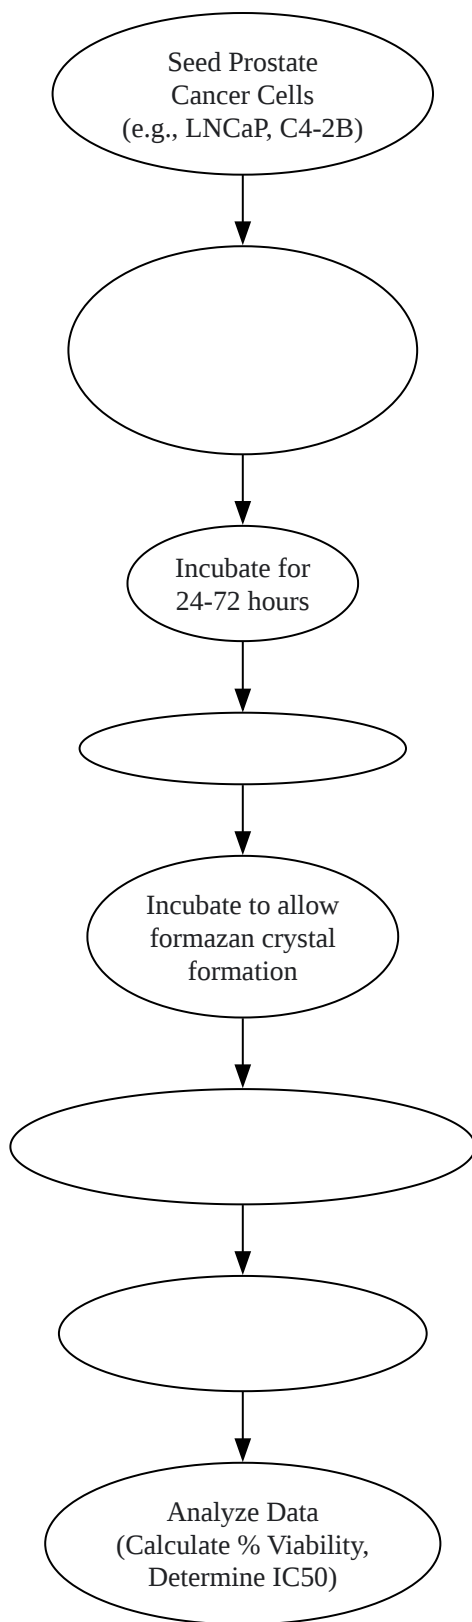 Seed Prostate
Cancer Cells
(e.g., LNCaP, C4-2B)
Incubate for
24-72 hours
Incubate to allow
formazan crystal
formation
Analyze Data
(Calculate % Viability,
Determine IC50)